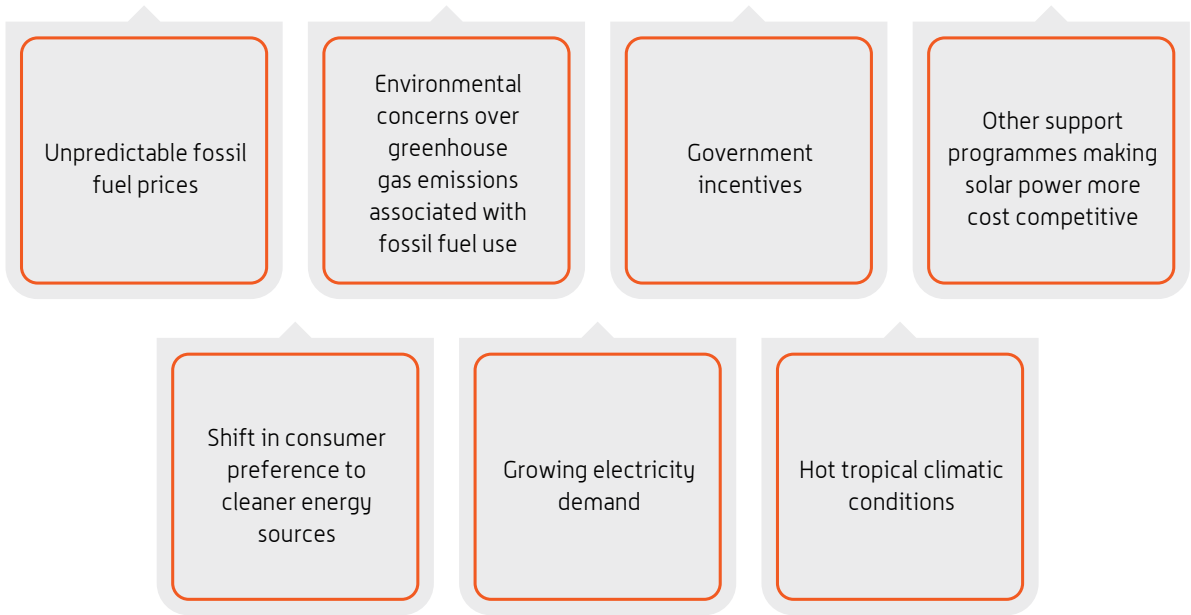 Unpredictable fossil
fuel prices
Environmental
concerns over
greenhouse
gas emissions
associated with
fossil fuel use
Government
incentives
Other support
programmes making
solar power more
cost competitive
Shift in consumer
preference to
cleaner energy
sources
Growing electricity
demand
Hot tropical climatic
conditions